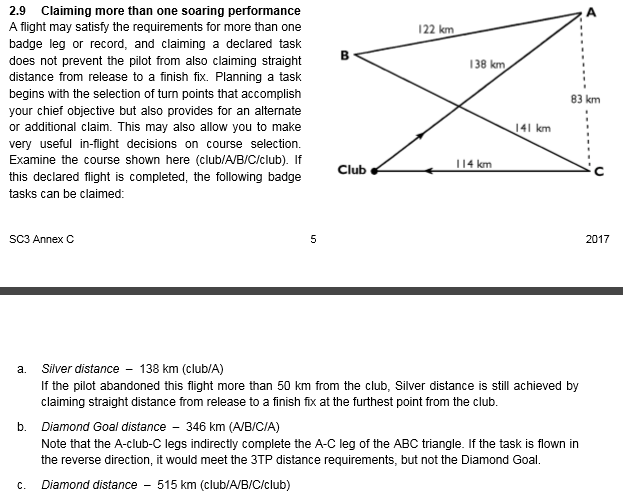 2.9 Claiming more than one soaring performance
A flight may satisfy the requirements for more than one
badge leg or record, and claiming a declared task
does not prevent the pilot from also claiming straight
distance from release to a finish fix. Planning a task
begins with the selection of turn points that accomplish
your chief objective but also provides for an alternate
or additional claim. This may also allow you to make
very useful in-flight decisions on course selection.
Examine the course shown here (club/A/B/C/club). If
this declared flight is completed, the following badge
tasks can be claimed:
A
122 km
B
138 km
83 km
141 km
Club
114 km
C
SC3 Annex C
5
2017
a. Silver distance – 138 km (club/A)
If the pilot abandoned this flight more than 50 km from the club, Silver distance is still achieved by
claiming straight distance from release to a finish fix at the furthest point from the club.
b. Diamond Goal distance – 346 km (A/B/C/A)
Note that the A-club-C legs indirectly complete the A-C leg of the ABC triangle. If the task is flown in
the reverse direction, it would meet the 3TP distance requirements, but not the Diamond Goal.
c. Diamond distance – 515 km (club/A/B/C/club)